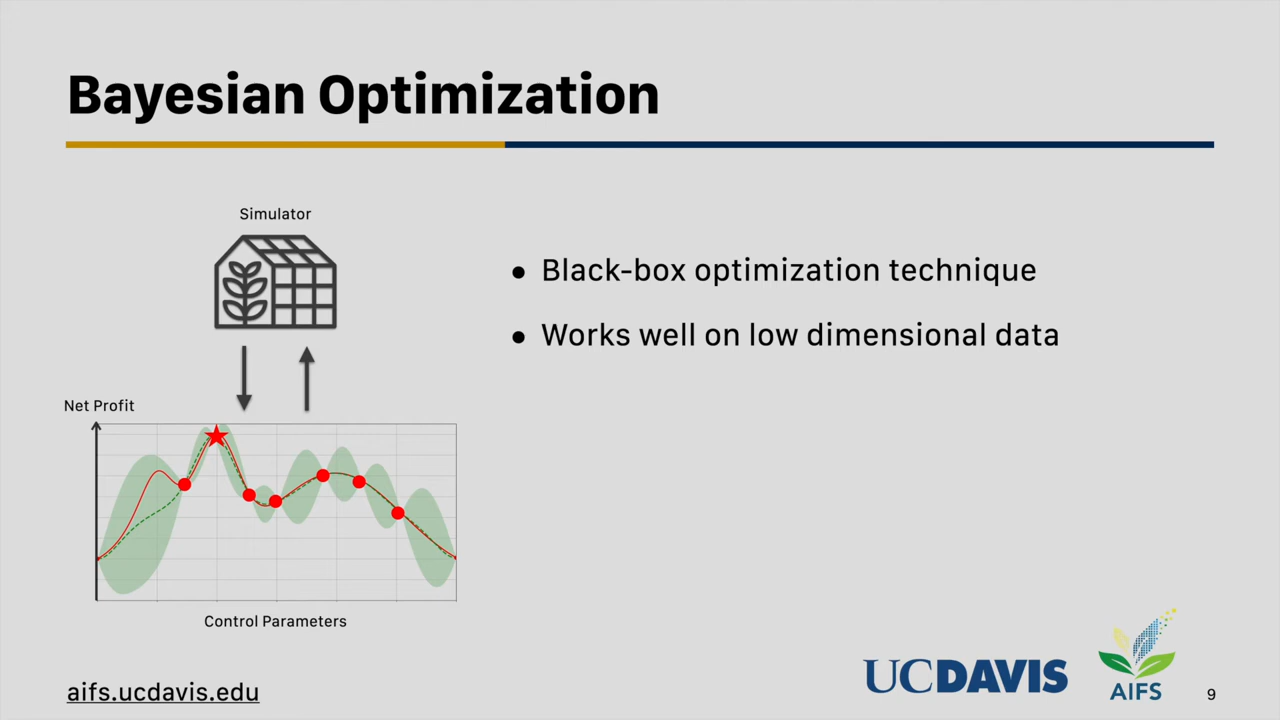 Bayesian Optimization
Simulator
● Black-box optimization technique
● Works well on low dimensional data
Net Profit
Control Parameters
aifs.ucdavis.edu
UCDAVIS
AIFS
9